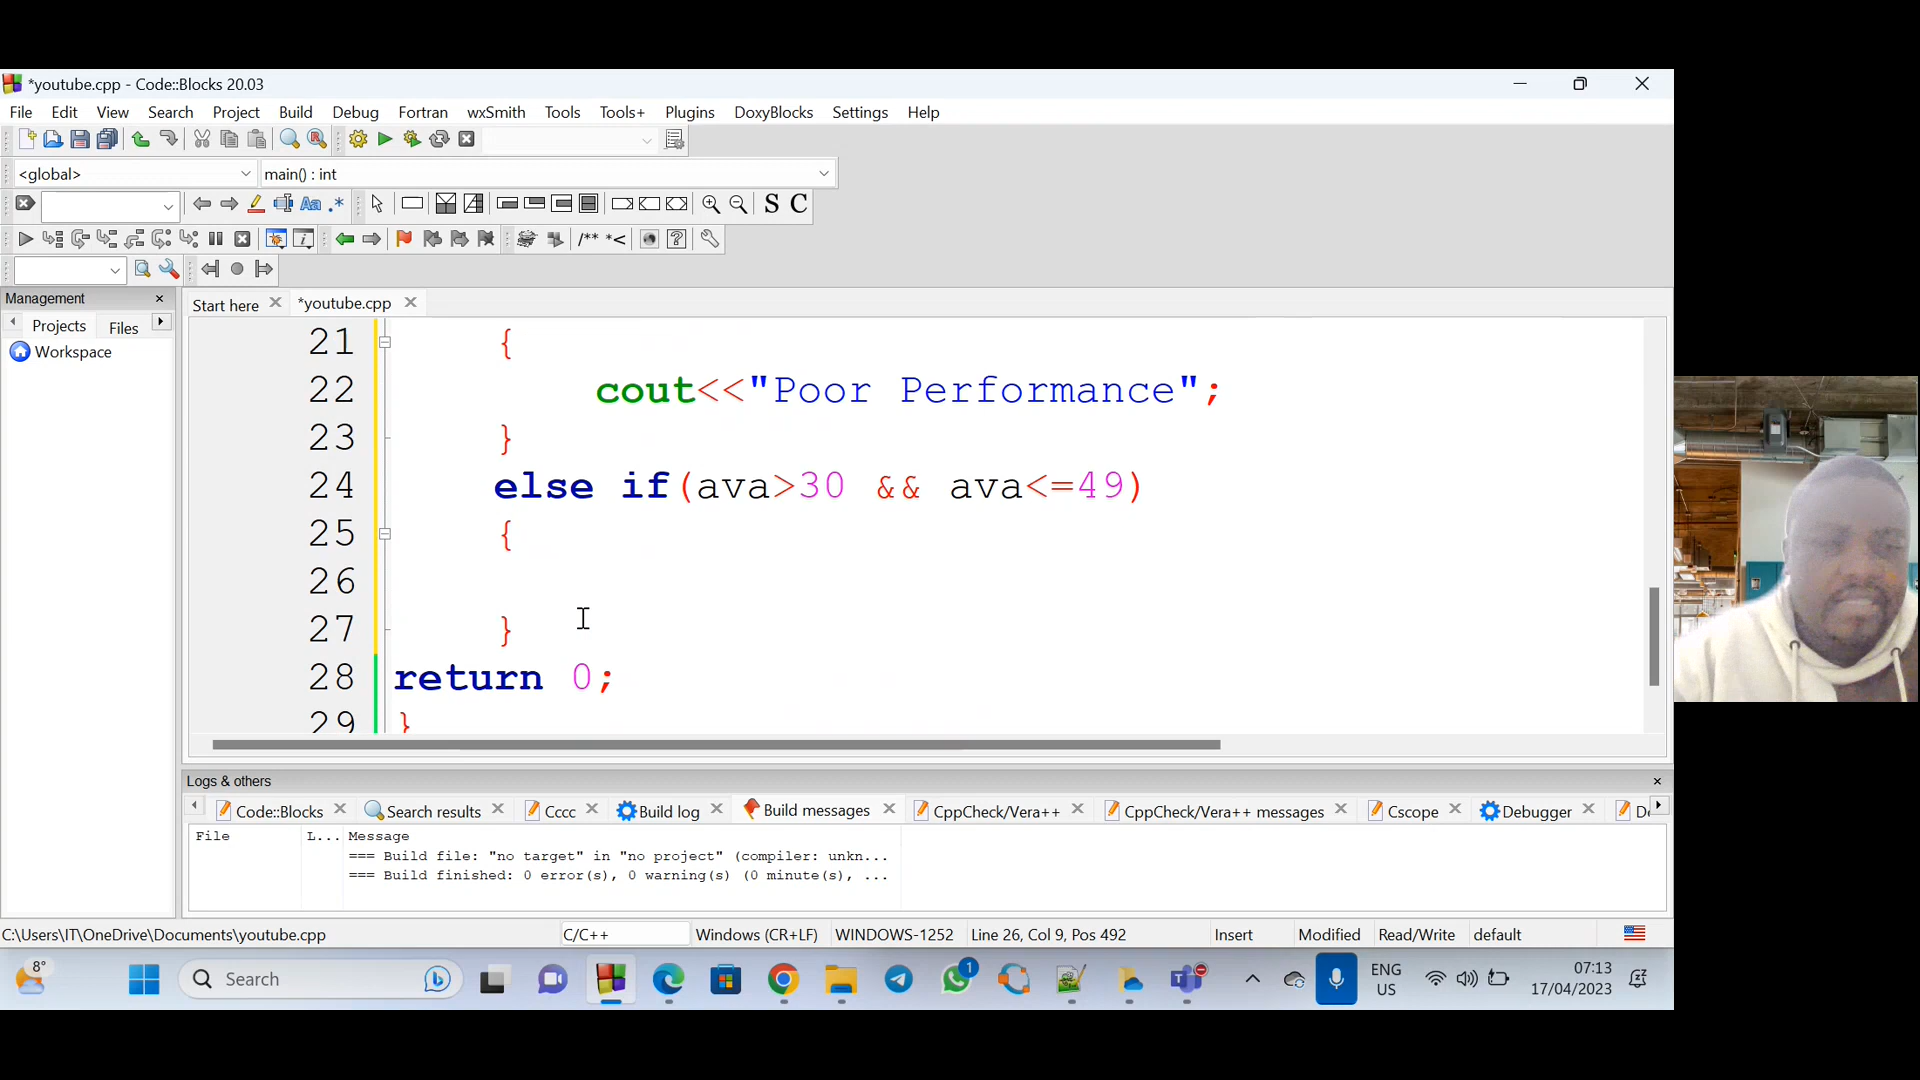 *youtube.cpp - Code::Blocks 20.03
File Edit View Search Project Build Debug Fortran wxSmith Tools Tools+ Plugins DoxyBlocks Settings Help
<global> main() : int
S C
/** *<
Management
Start here *youtube.cpp
Projects Files
Workspace
21 {
22 cout<<"Poor Performance";
23 }
24 else if(ava>30 && ava<=49)
25 {
26
27 }
28 return 0;
29 }
Logs & others
Code::Blocks Search results Cccc Build log Build messages CppCheck/Vera++ CppCheck/Vera++ messages Cscope Debugger
File L... Message
=== Build file: "no target" in "no project" (compiler: unkn...
=== Build finished: 0 error(s), 0 warning(s) (0 minute(s), ...
C:\Users\IT\OneDrive\Documents\youtube.cpp C/C++ Windows (CR+LF) WINDOWS-1252 Line 26, Col 9, Pos 492 Insert Modified Read/Write default
8° Search 1 ENG US 07:13
17/04/2023